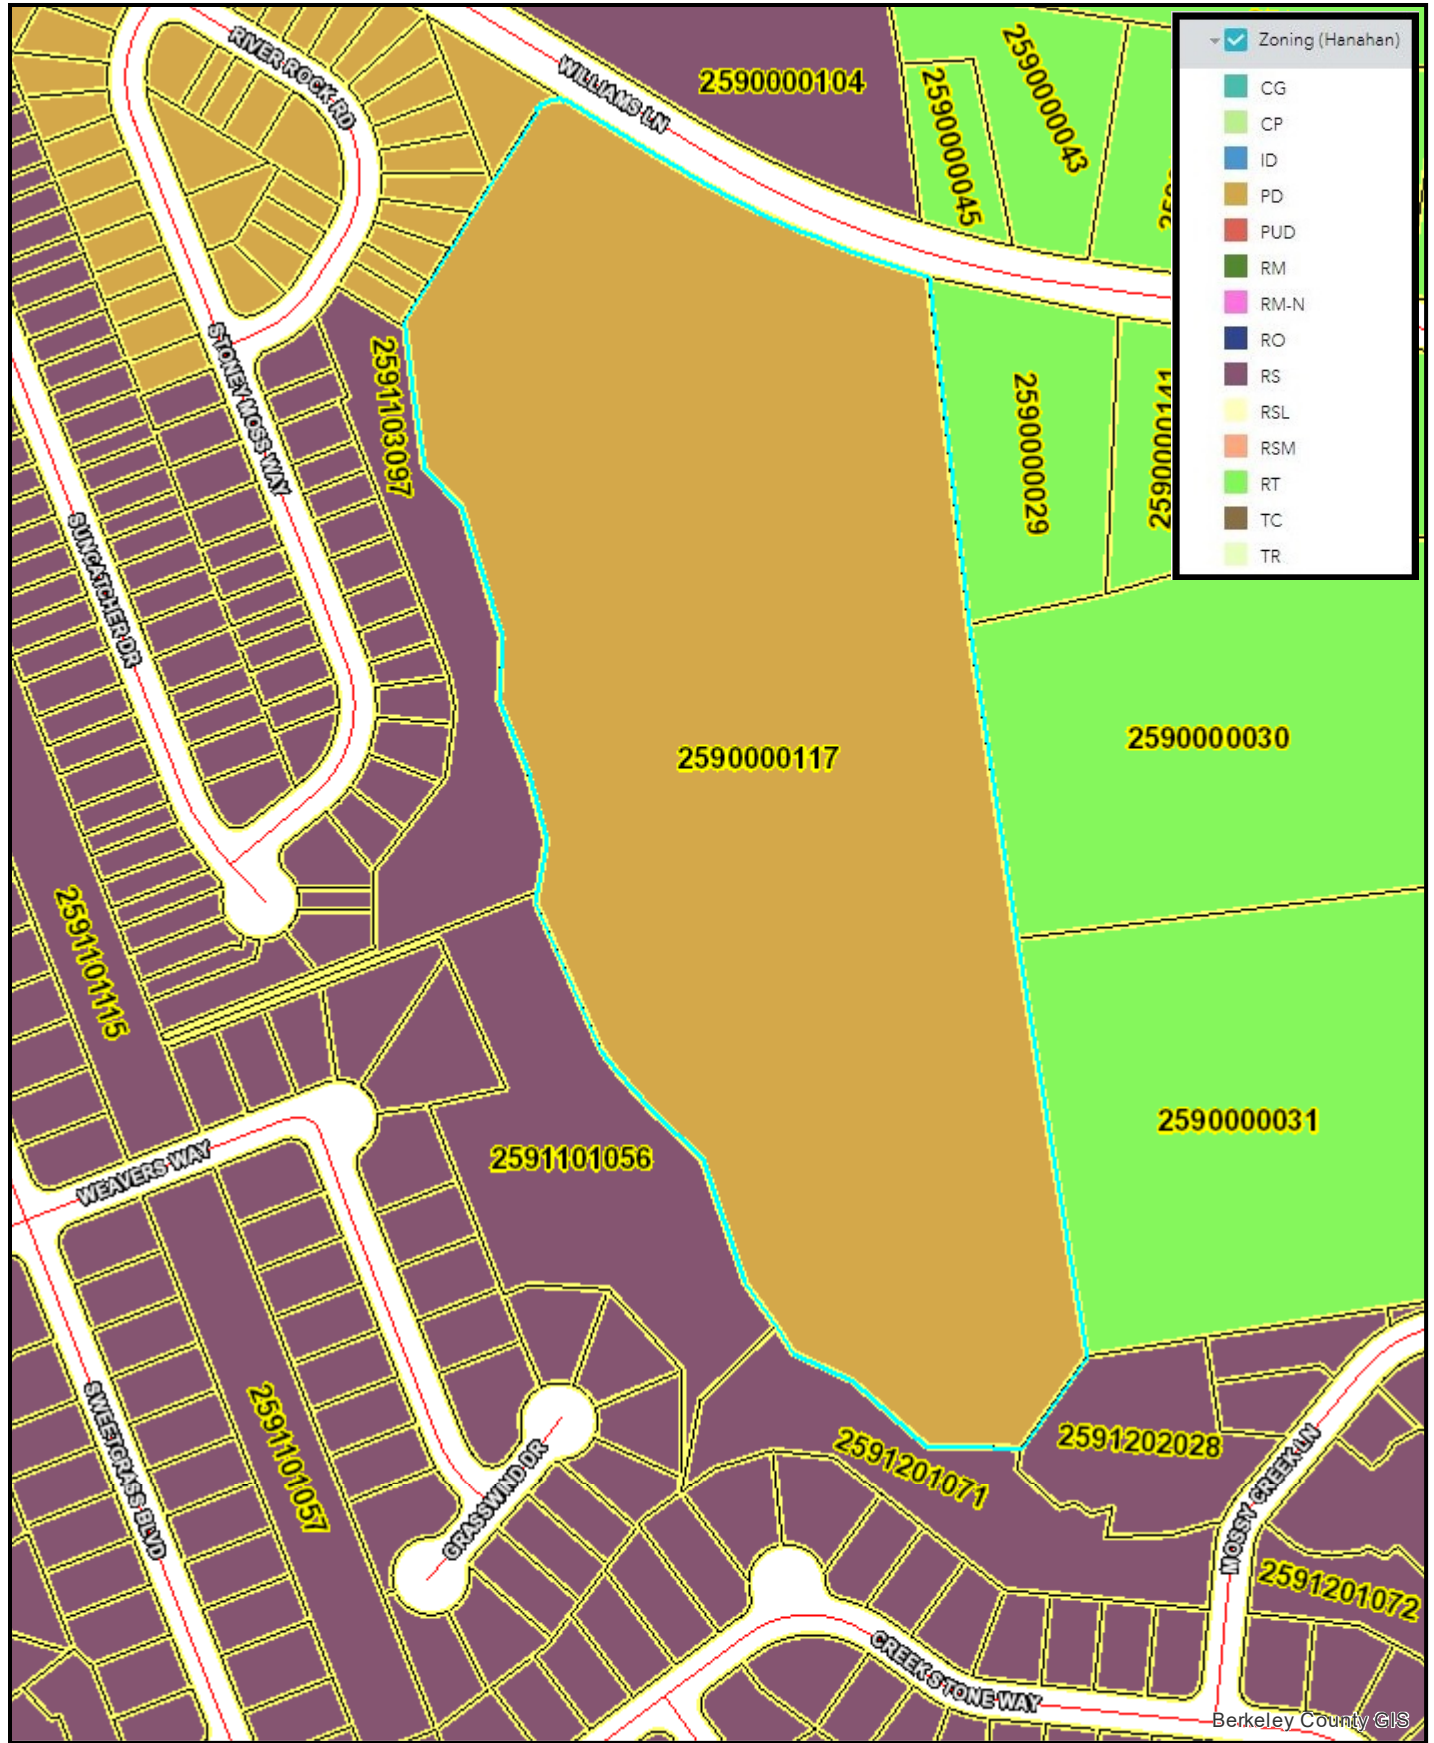 Zoning (Hanahan)
CG
CP
ID
PD
PUD
RM
RM-N
RO
RS
RSL
RSM
RT
TC
TR
RIVER ROCK RD
WILLIAMS LN
2590000104
2590000045
2590000043
STONEY MOSS WAY
2591103097
2590000029
2590000141
SUNCATCHER DR
2590000117
2590000030
2591101115
2590000031
WEAVERS WAY
2591101056
SWEETGRASS BLVD
2591101057
GRASSWIND DR
2591201071
2591202028
MOSSY CREEK LN
2591201072
CREEK STONE WAY
Berkeley County GIS